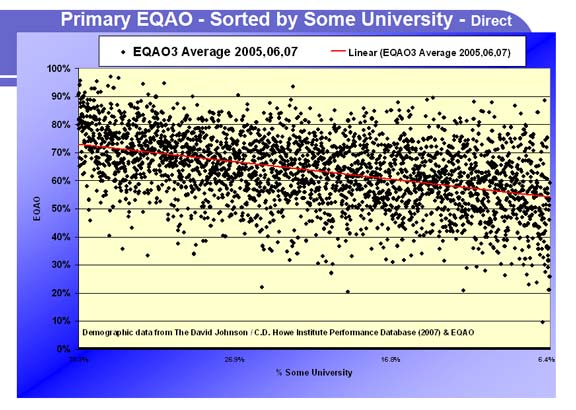 Primary EQAO - Sorted by Some University - Direct
EQAO3 Average 2005,06,07
Linear (EQAO3 Average 2005,06,07)
100%
90%
80%
70%
60%
50%
40%
30%
20%
10%
0%
EQAO
Demographic data from The David Johnson / C.D. Howe Institute Performance Database (2007) & EQAO
26.9%
16.8%
6.4%
% Some University